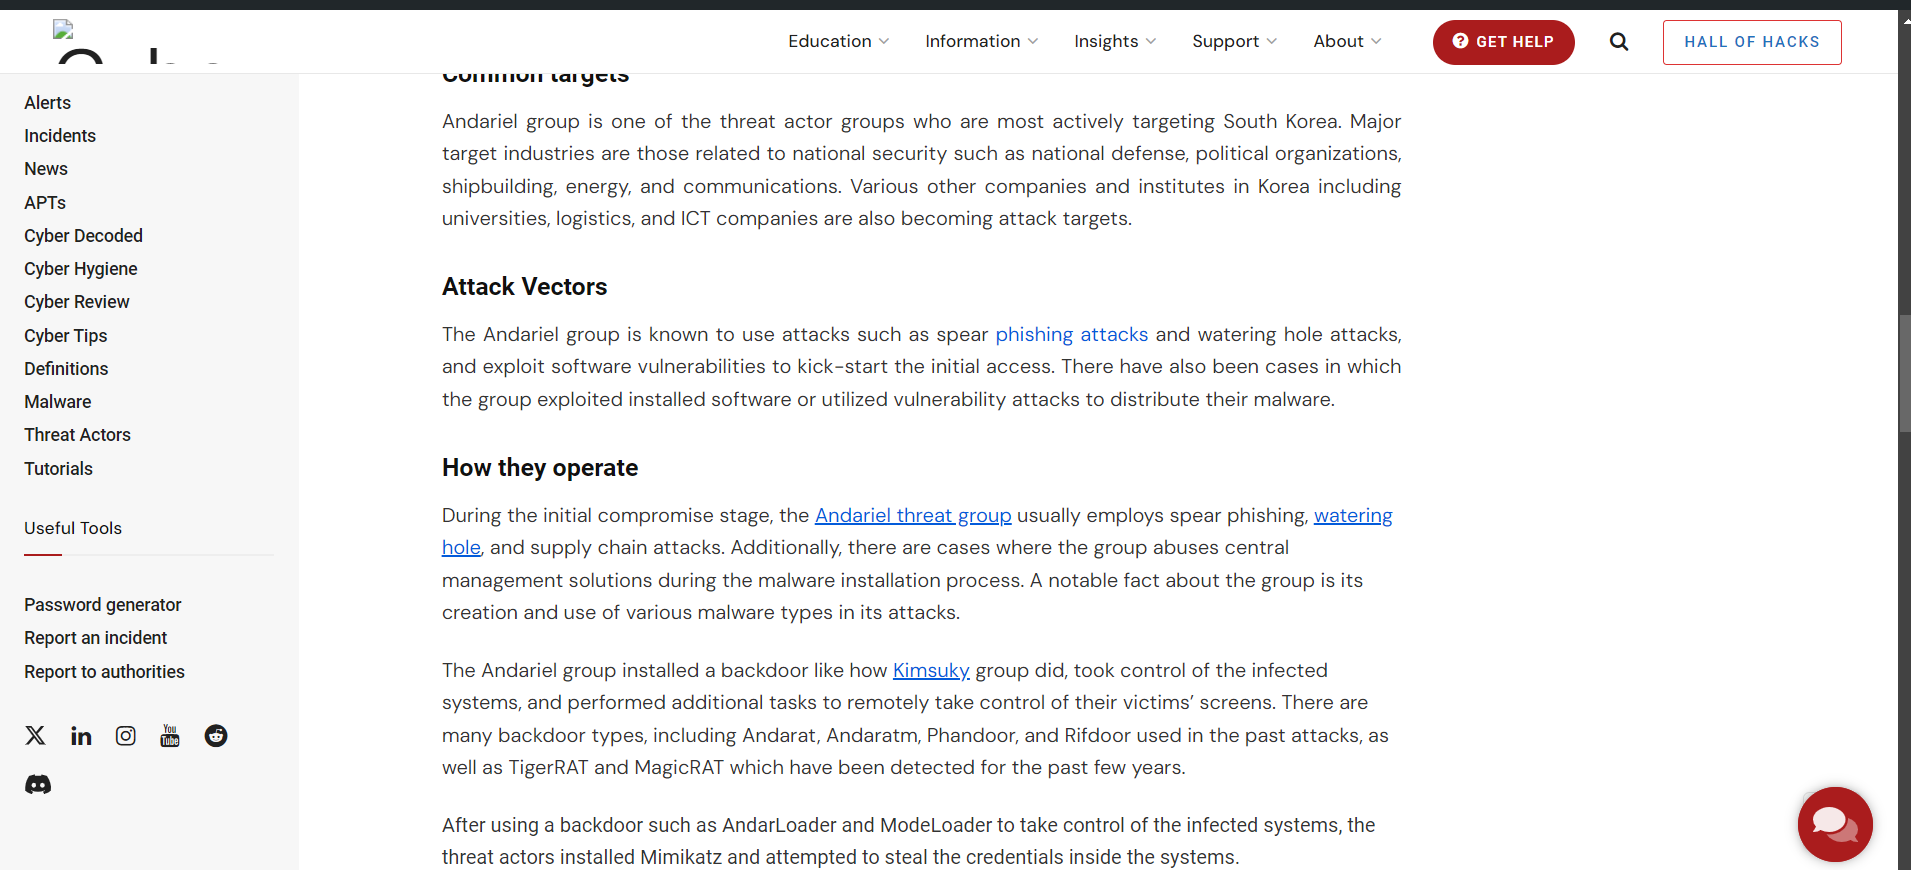 Education
Information
Insights
Support
About
GET HELP
HALL OF HACKS
Alerts
Incidents
News
APTs
Cyber Decoded
Cyber Hygiene
Cyber Review
Cyber Tips
Definitions
Malware
Threat Actors
Tutorials
Useful Tools
Password generator
Report an incident
Report to authorities
You
Tube
Common targets
Andariel group is one of the threat actor groups who are most actively targeting South Korea. Major
target industries are those related to national security such as national defense, political organizations,
shipbuilding, energy, and communications. Various other companies and institutes in Korea including
universities, logistics, and ICT companies are also becoming attack targets.
Attack Vectors
The Andariel group is known to use attacks such as spear phishing attacks and watering hole attacks,
and exploit software vulnerabilities to kick-start the initial access. There have also been cases in which
the group exploited installed software or utilized vulnerability attacks to distribute their malware.
How they operate
During the initial compromise stage, the Andariel threat group usually employs spear phishing, watering
hole, and supply chain attacks. Additionally, there are cases where the group abuses central
management solutions during the malware installation process. A notable fact about the group is its
creation and use of various malware types in its attacks.
The Andariel group installed a backdoor like how Kimsuky group did, took control of the infected
systems, and performed additional tasks to remotely take control of their victims’ screens. There are
many backdoor types, including Andarat, Andaratm, Phandoor, and Rifdoor used in the past attacks, as
well as TigerRAT and MagicRAT which have been detected for the past few years.
After using a backdoor such as AndarLoader and ModeLoader to take control of the infected systems, the
threat actors installed Mimikatz and attempted to steal the credentials inside the systems.